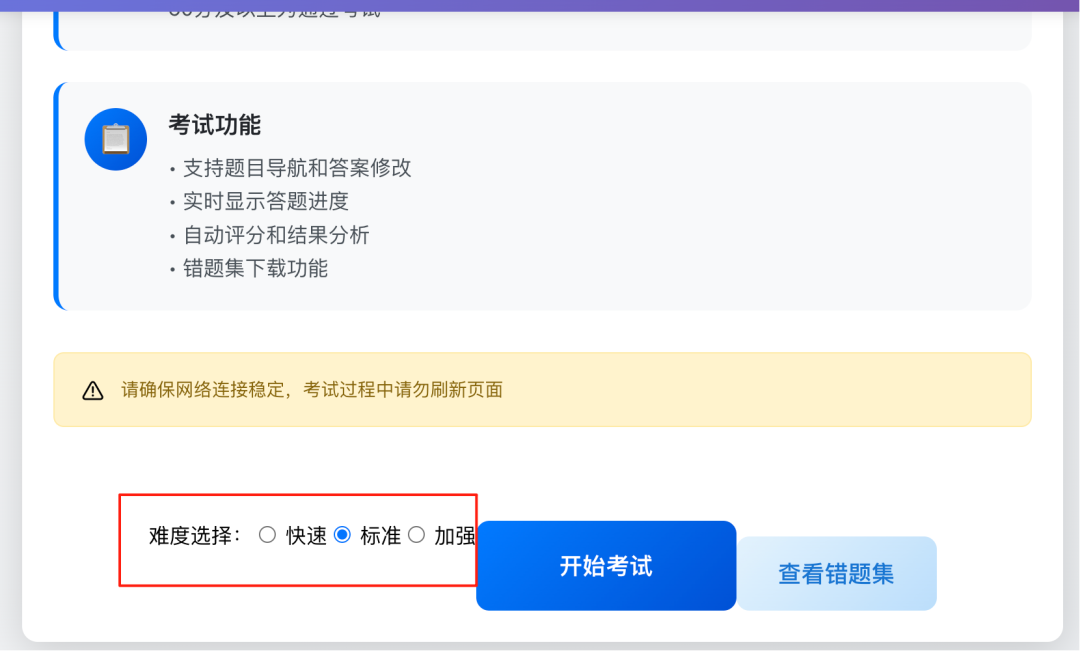 考试功能
• 支持题目导航和答案修改
• 实时显示答题进度
• 自动评分和结果分析
• 错题集下载功能
请确保网络连接稳定，考试过程中请勿刷新页面
难度选择： 快速 标准 加强
开始考试
查看错题集